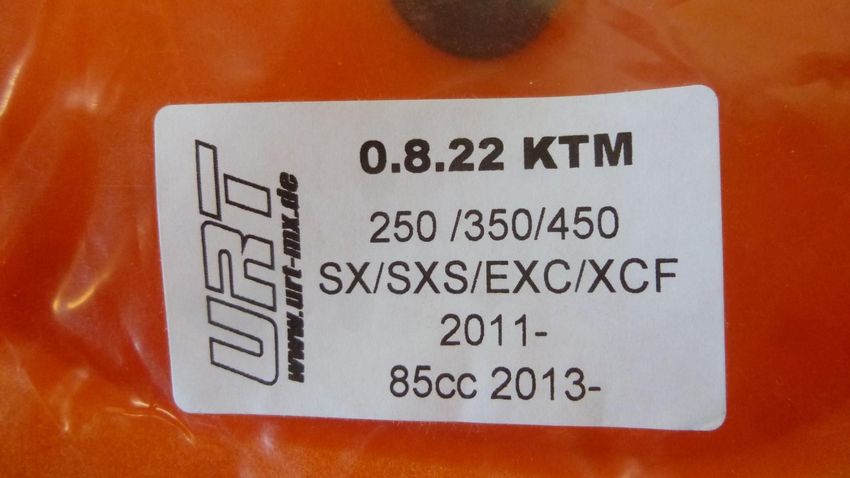 URT
www.urt-mx.de
0.8.22 KTM
250 /350/450
SX/SXS/EXC/XCF
2011-
85cc 2013-